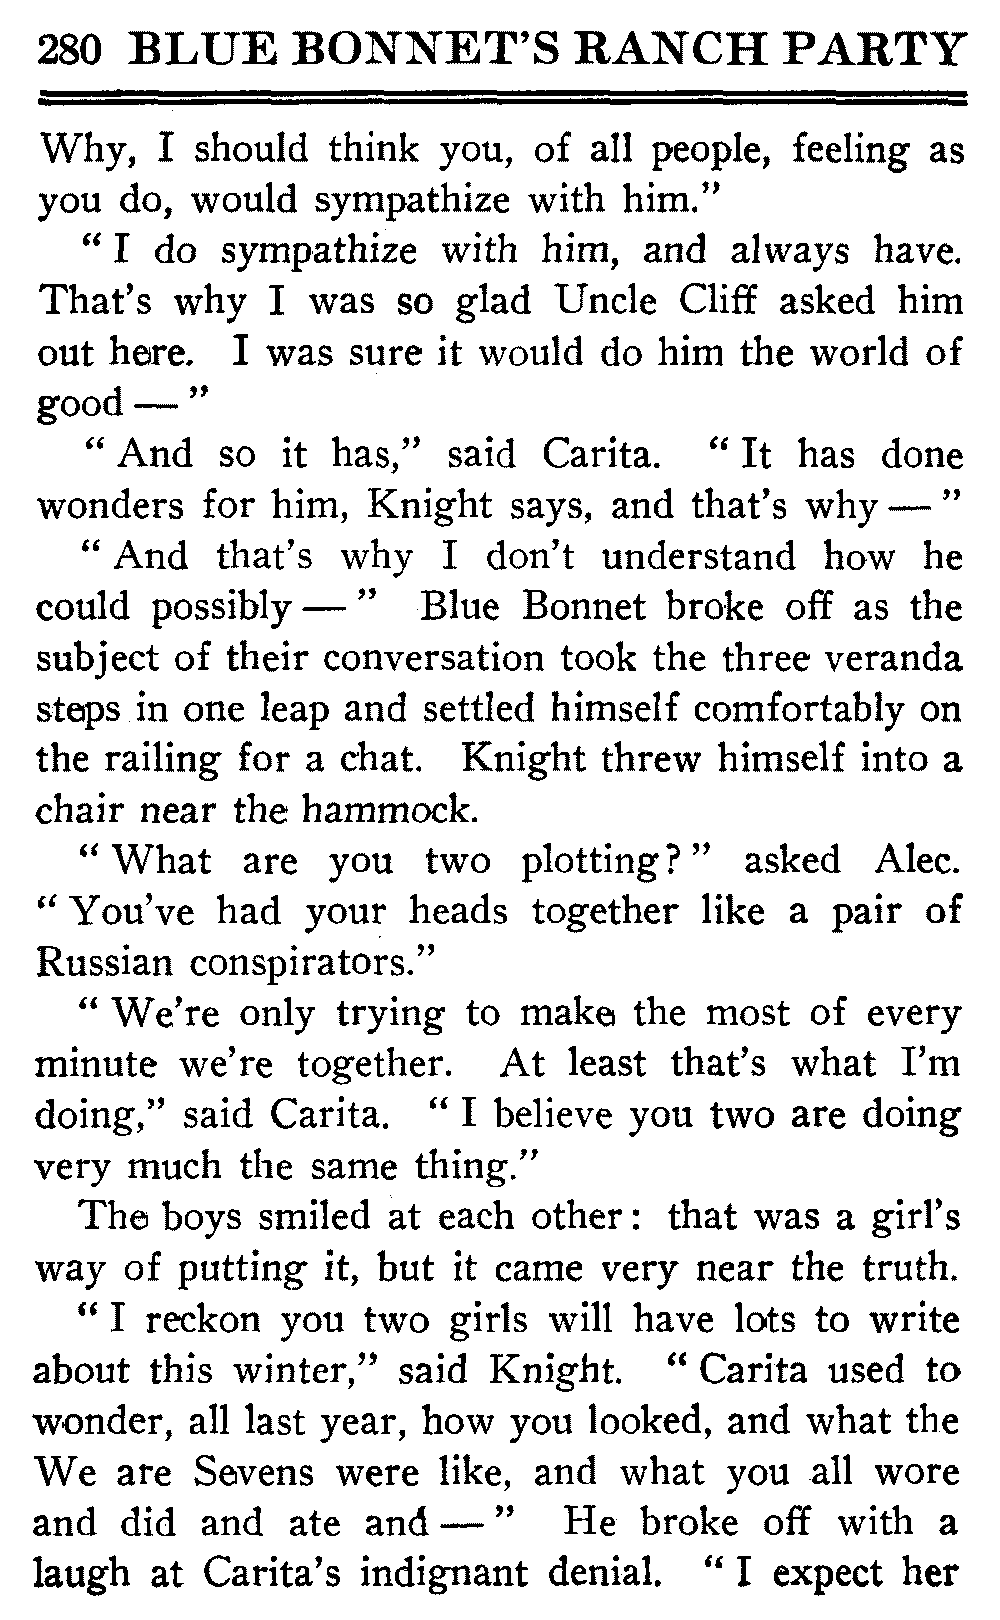 280 BLUE BONNET'S RANCH PARTY
Why, I should think you, of all people, feeling as
you do, would sympathize with him."
"I do sympathize with him, and always have.
That's why I was so glad Uncle Cliff asked him
out here. I was sure it would do him the world of
good — "
"And so it has," said Carita. "It has done
wonders for him, Knight says, and that's why — "
"And that's why I don't understand how he
could possibly — " Blue Bonnet broke off as the
subject of their conversation took the three veranda
steps in one leap and settled himself comfortably on
the railing for a chat. Knight threw himself into a
chair near the hammock.
"What are you two plotting?" asked Alec.
"You've had your heads together like a pair of
Russian conspirators."
"We're only trying to make the most of every
minute we're together. At least that's what I'm
doing," said Carita. "I believe you two are doing
very much the same thing."
The boys smiled at each other: that was a girl's
way of putting it, but it came very near the truth.
"I reckon you two girls will have lots to write
about this winter," said Knight. "Carita used to
wonder, all last year, how you looked, and what the
We are Sevens were like, and what you all wore
and did and ate and — " He broke off with a
laugh at Carita's indignant denial. "I expect her